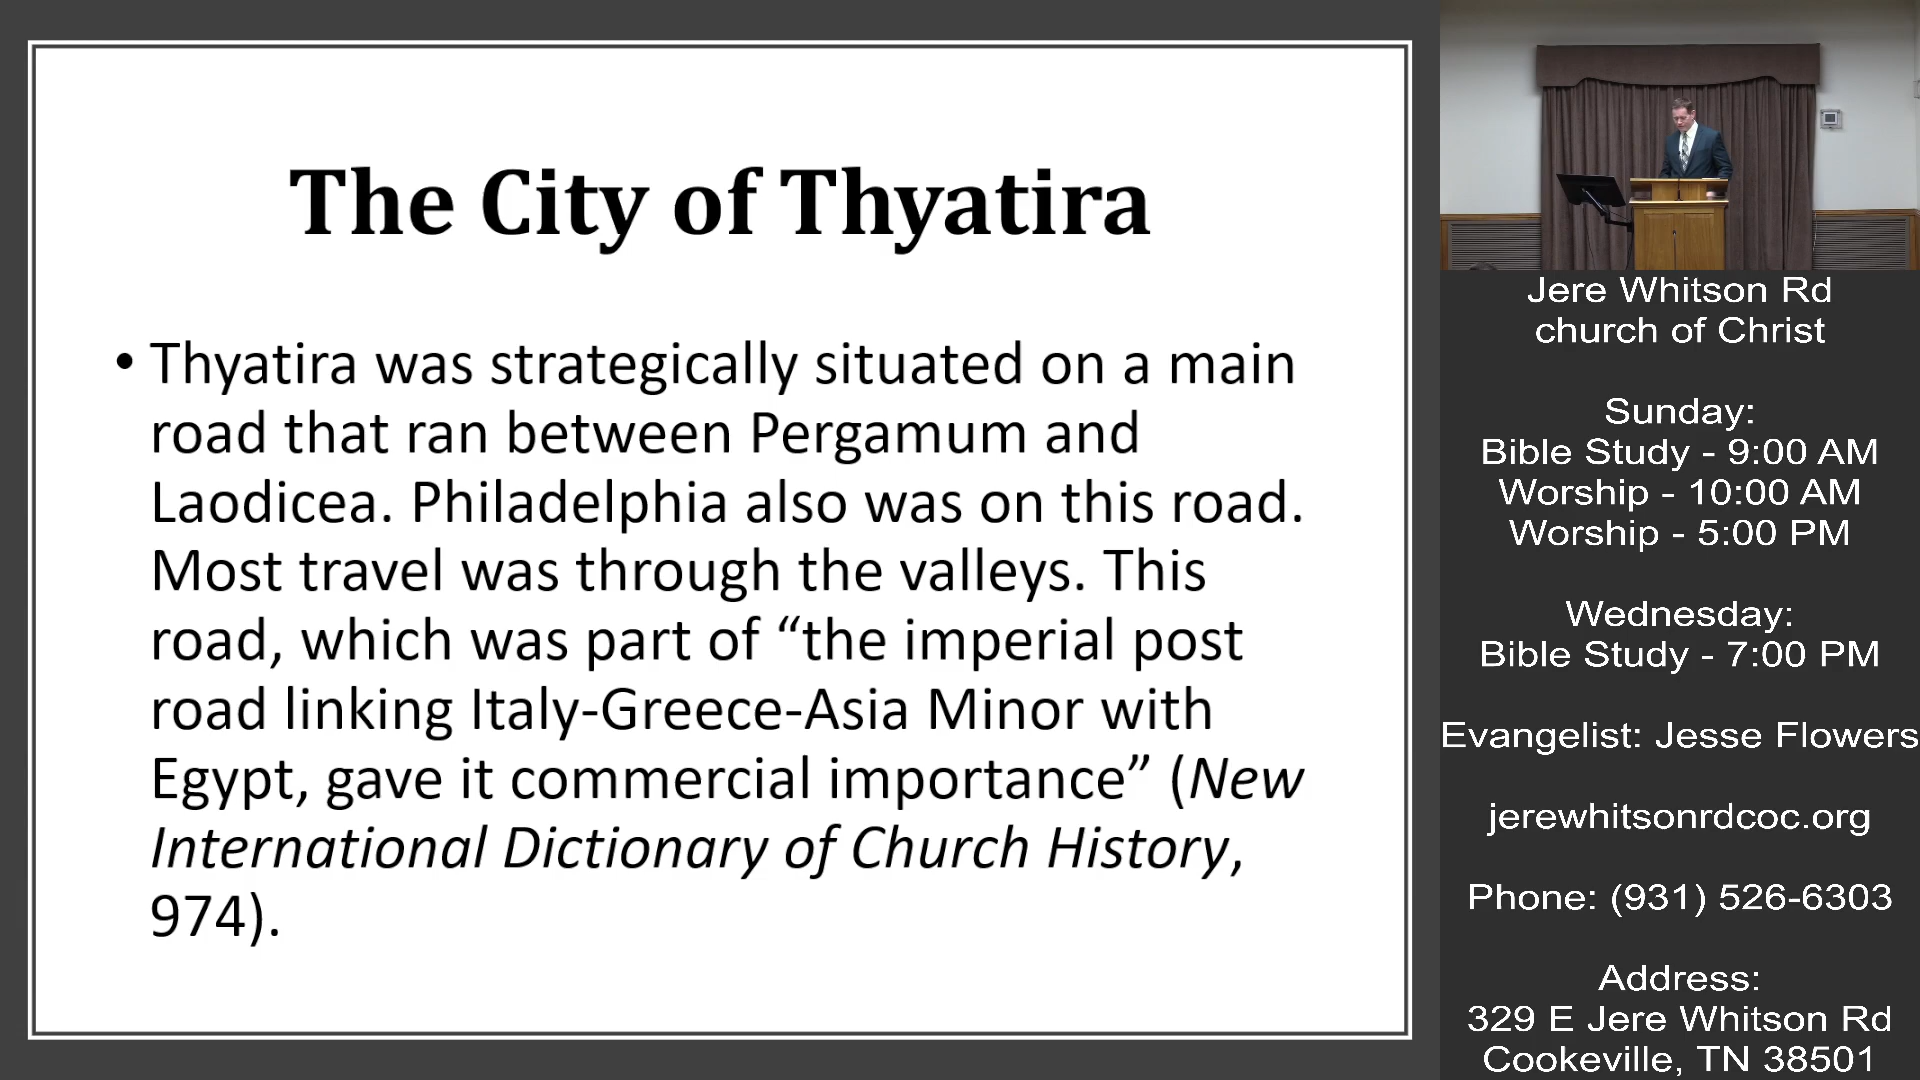 The City of Thyatira
• Thyatira was strategically situated on a main
road that ran between Pergamum and
Laodicea. Philadelphia also was on this road.
Most travel was through the valleys. This
road, which was part of “the imperial post
road linking Italy-Greece-Asia Minor with
Egypt, gave it commercial importance” (New
International Dictionary of Church History,
974).
Jere Whitson Rd
church of Christ
Sunday:
Bible Study - 9:00 AM
Worship - 10:00 AM
Worship - 5:00 PM
Wednesday:
Bible Study - 7:00 PM
Evangelist: Jesse Flowers
jerewhitsonrdcoc.org
Phone: (931) 526-6303
Address:
329 E Jere Whitson Rd
Cookeville, TN 38501